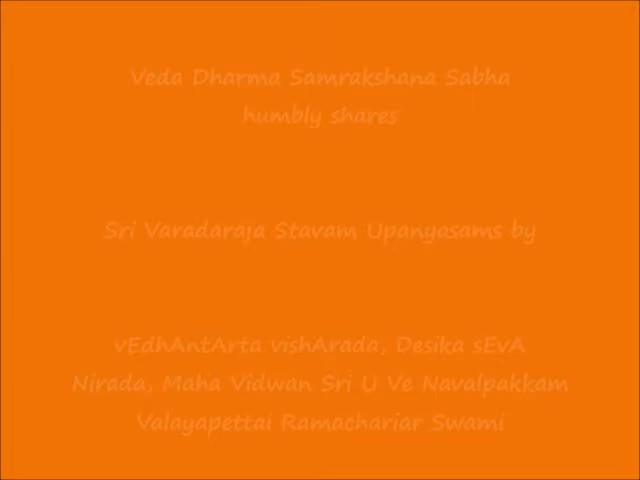 Veda Dharma Samrakshana Sabha
humbly shares
Sri Varadaraja Stavam Upanyasams by
vEdhAntArta vishArada, Desika sEvA
Nirada, Maha Vidwan Sri U Ve Navalpakkam
Valayapettai Ramachariar Swami